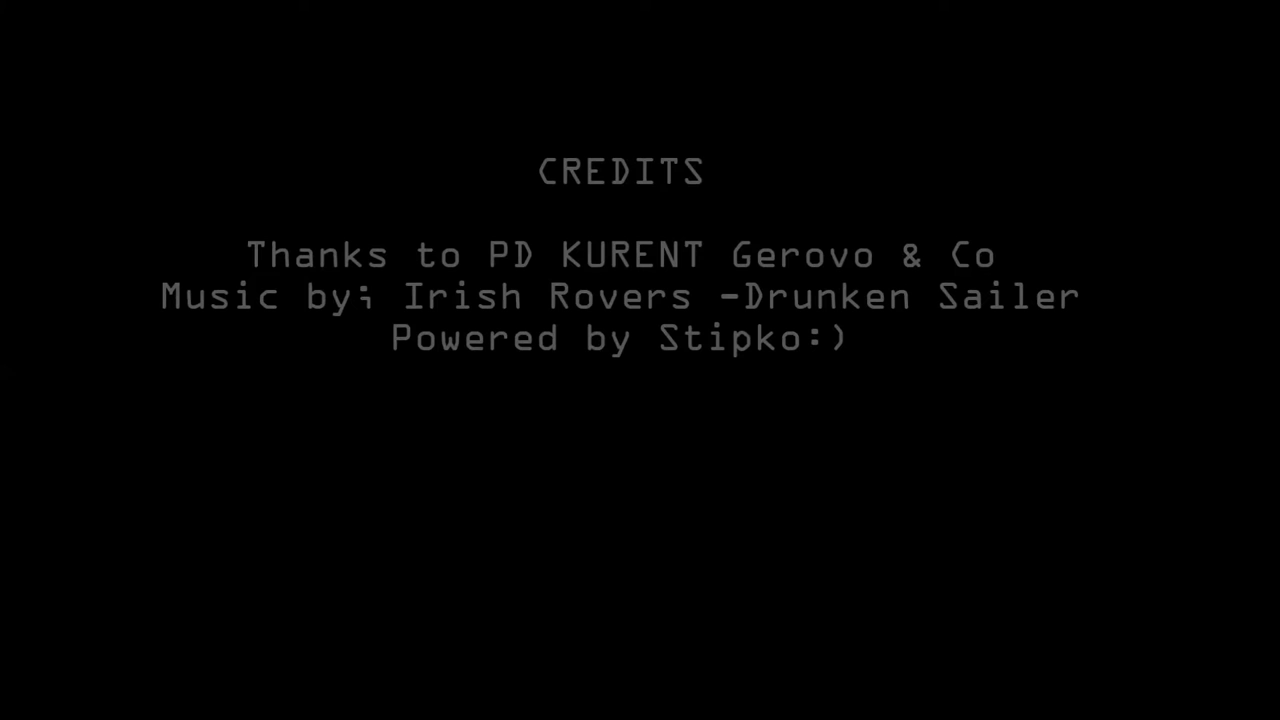 CREDITS
Thanks to PD KURENT Gerovo & Co
Music by; Irish Rovers -Drunken Sailer
Powered by Stipko:)